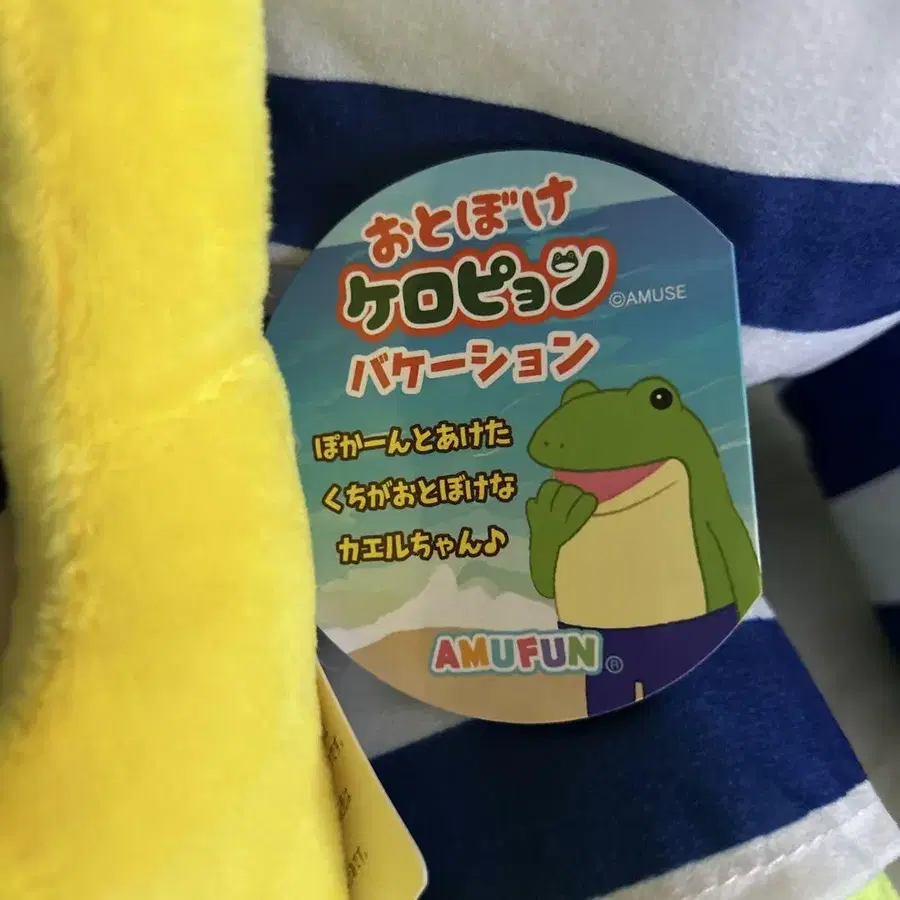 おとぼけ
ケロピョン
©AMUSE
バケーション
ぽかーんとあけた
くちがおとぼけな
カエルちゃん♪
AMUFUN®